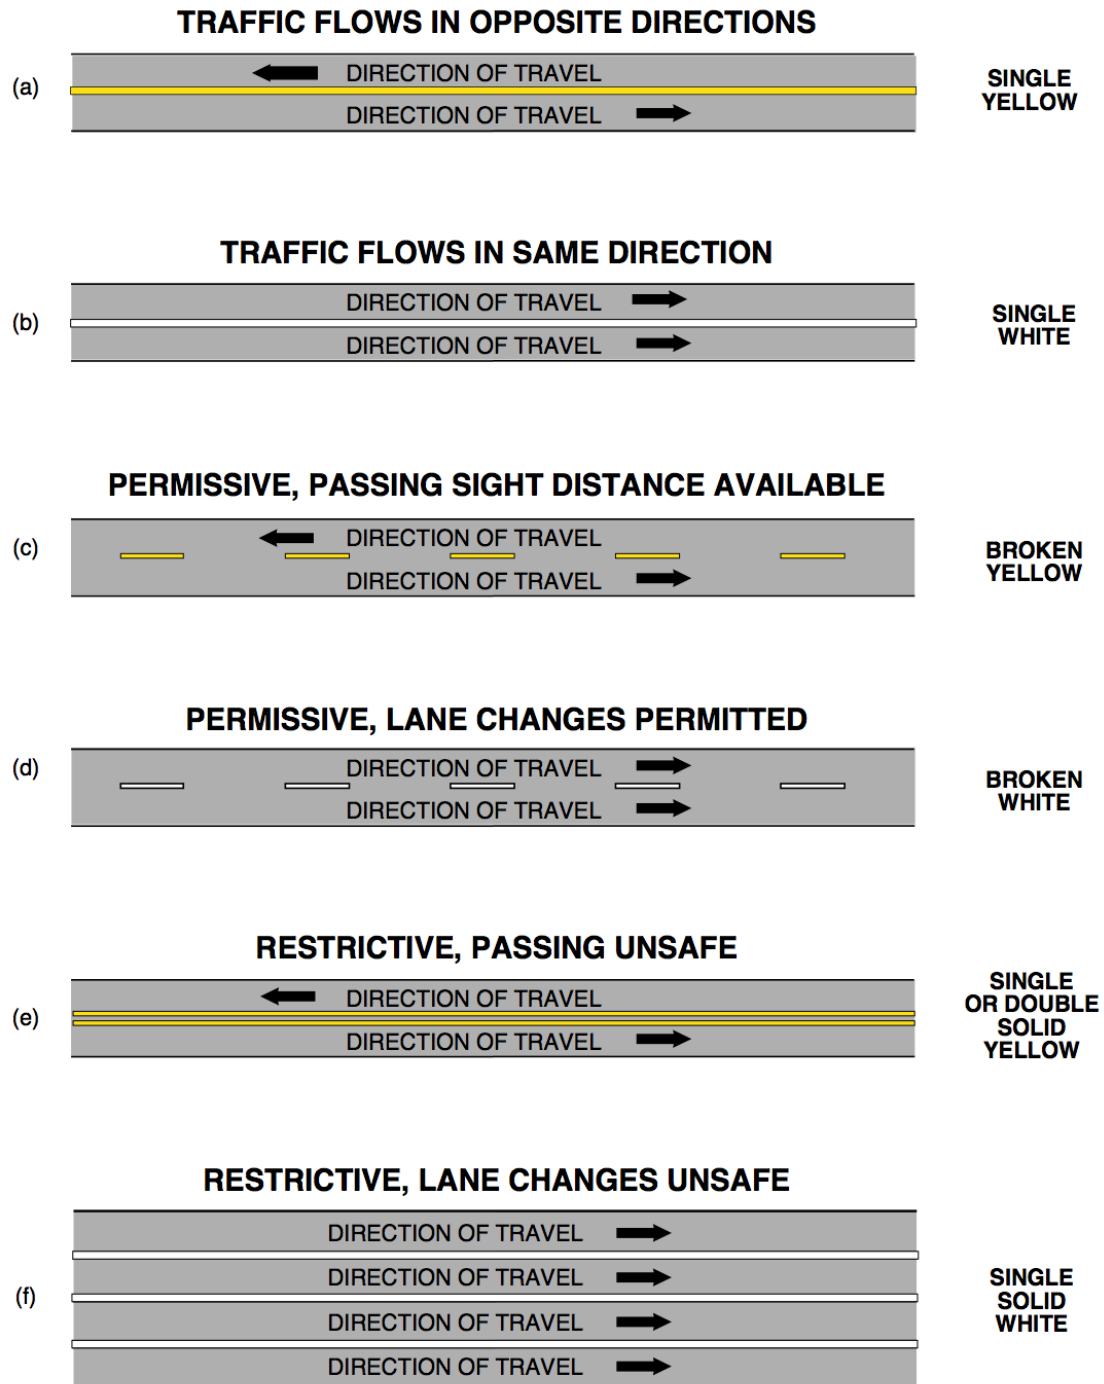 TRAFFIC FLOWS IN OPPOSITE DIRECTIONS
(a)
DIRECTION OF TRAVEL
DIRECTION OF TRAVEL
SINGLE
YELLOW
TRAFFIC FLOWS IN SAME DIRECTION
(b)
DIRECTION OF TRAVEL
DIRECTION OF TRAVEL
SINGLE
WHITE
PERMISSIVE, PASSING SIGHT DISTANCE AVAILABLE
(c)
DIRECTION OF TRAVEL
DIRECTION OF TRAVEL
BROKEN
YELLOW
PERMISSIVE, LANE CHANGES PERMITTED
(d)
DIRECTION OF TRAVEL
DIRECTION OF TRAVEL
BROKEN
WHITE
RESTRICTIVE, PASSING UNSAFE
(e)
DIRECTION OF TRAVEL
DIRECTION OF TRAVEL
SINGLE
OR DOUBLE
SOLID
YELLOW
RESTRICTIVE, LANE CHANGES UNSAFE
(f)
DIRECTION OF TRAVEL
DIRECTION OF TRAVEL
DIRECTION OF TRAVEL
DIRECTION OF TRAVEL
SINGLE
SOLID
WHITE